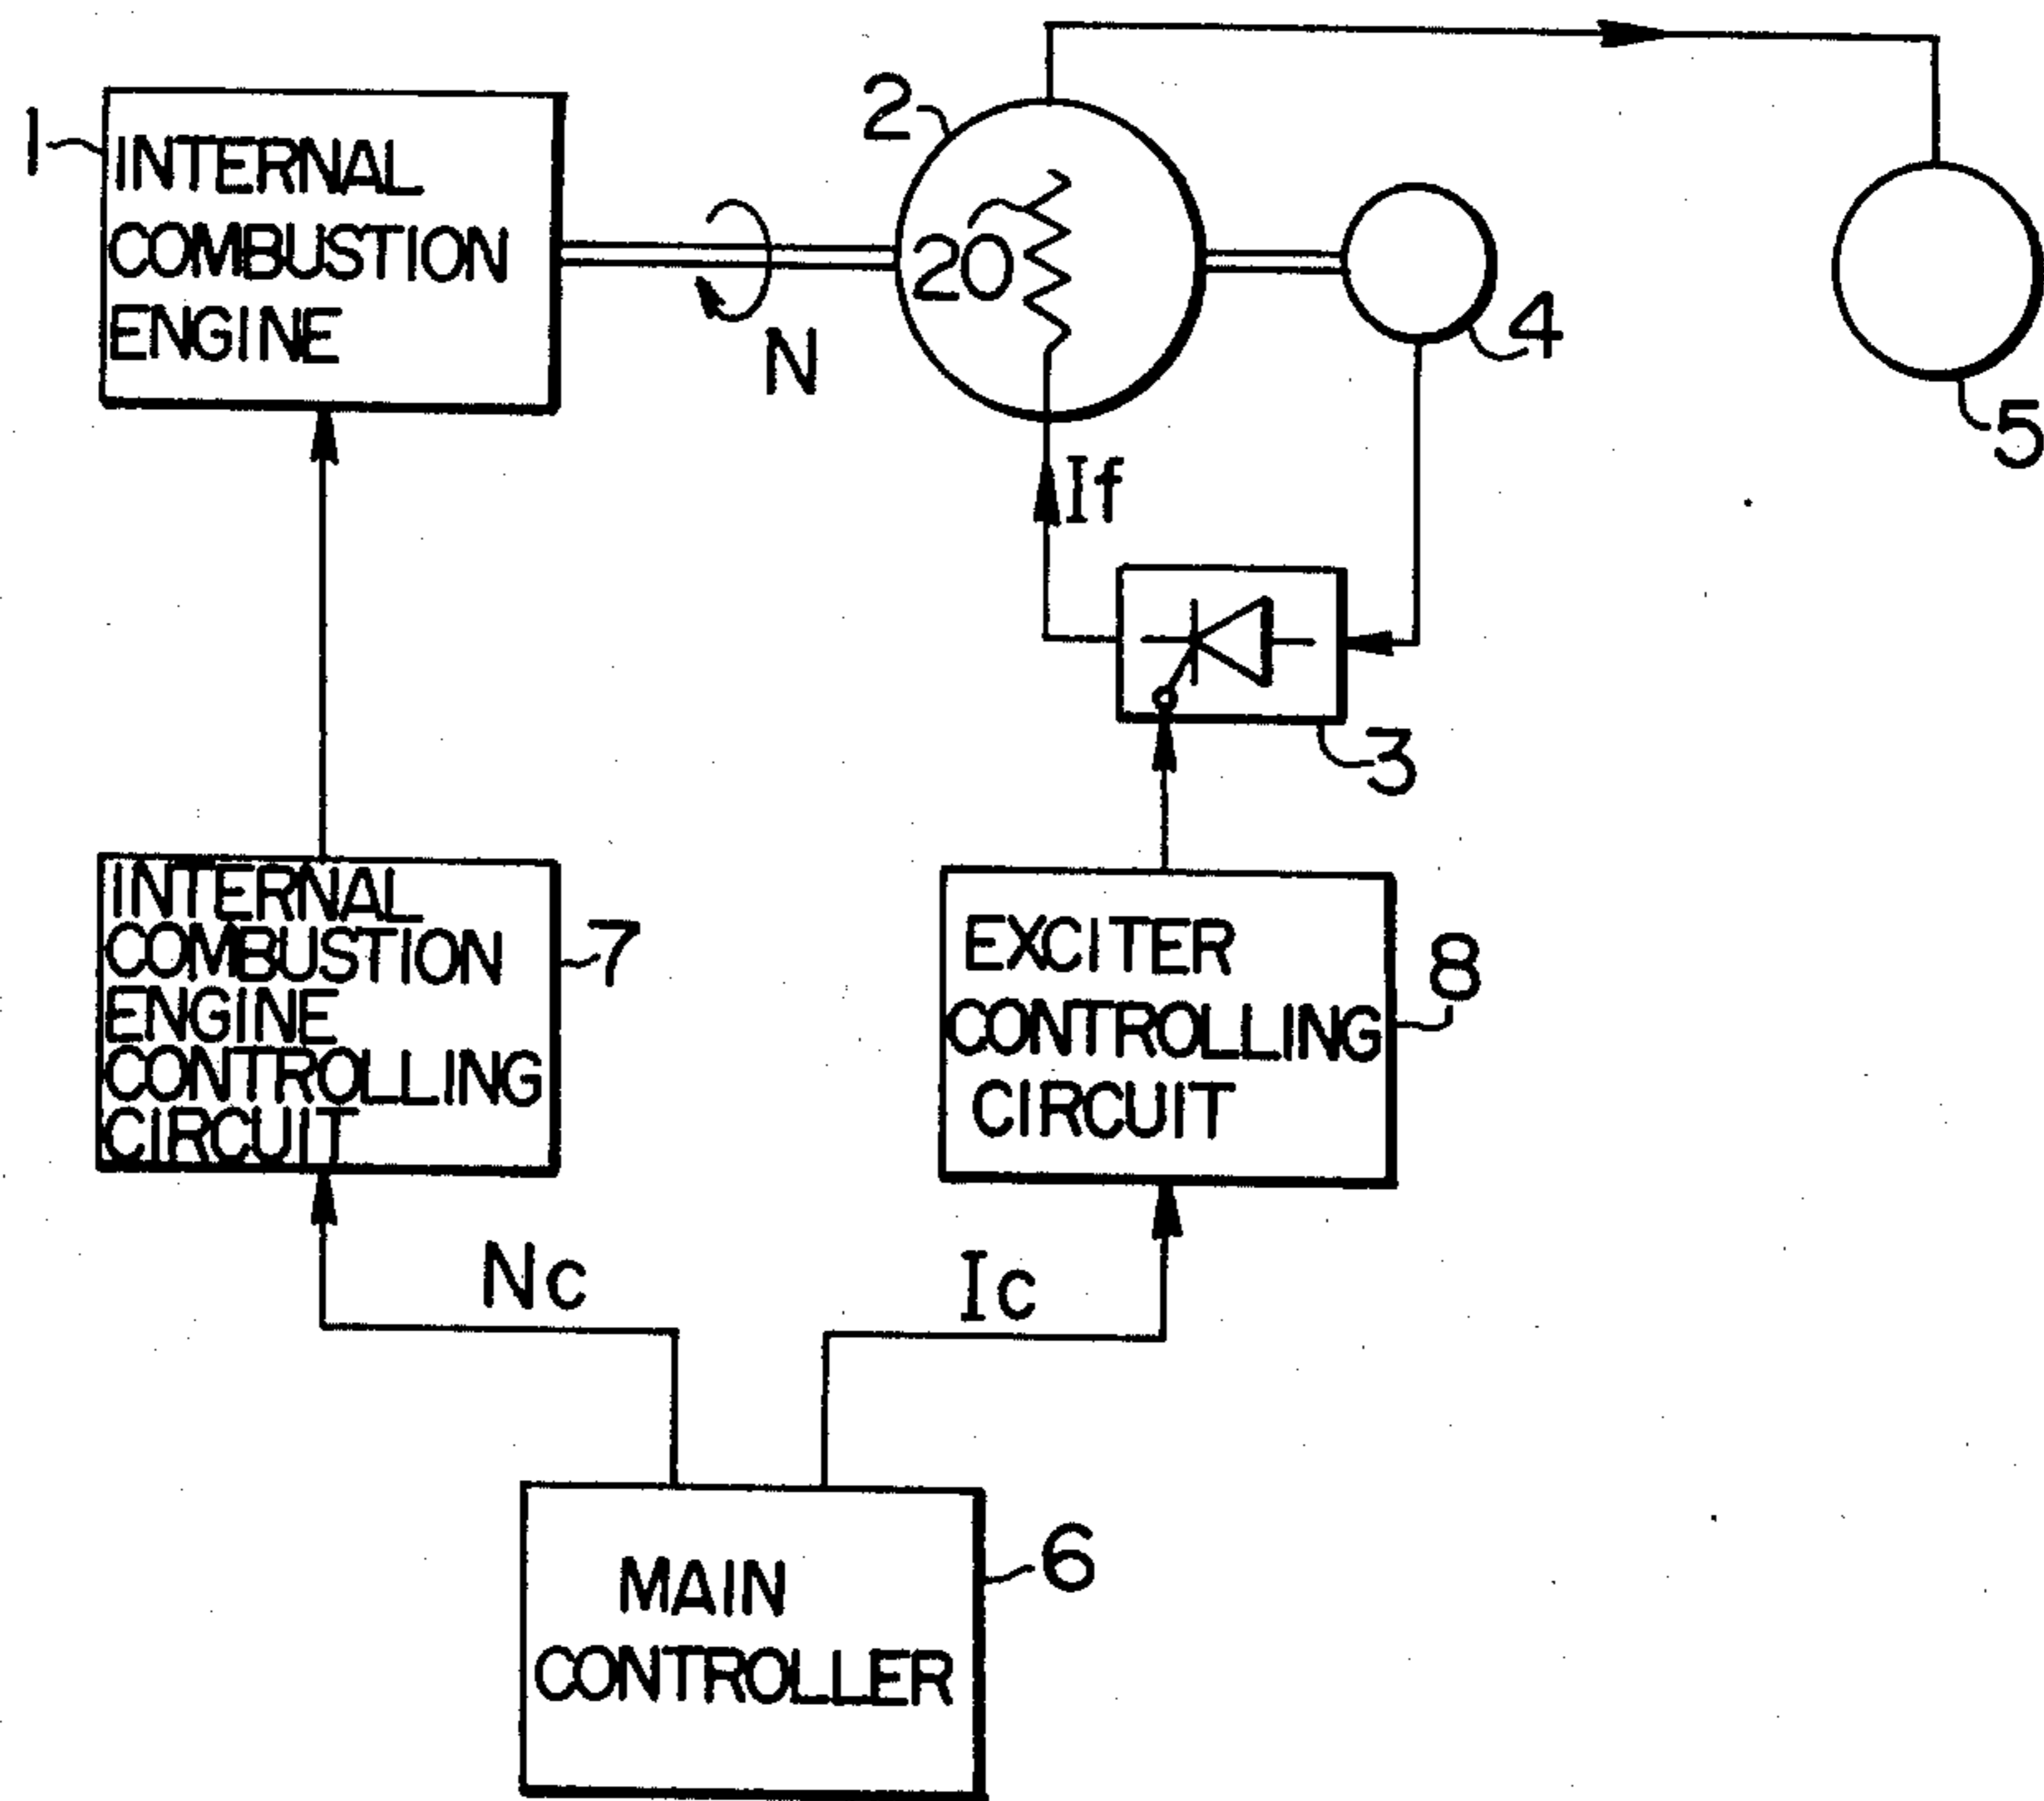 1
INTERNAL
COMBUSTION
ENGINE
N
2
20
4
5
If
3
INTERNAL
COMBUSTION
ENGINE
CONTROLLING
CIRCUIT
7
EXCITER
CONTROLLING
CIRCUIT
8
Nc
Ic
MAIN
CONTROLLER
6